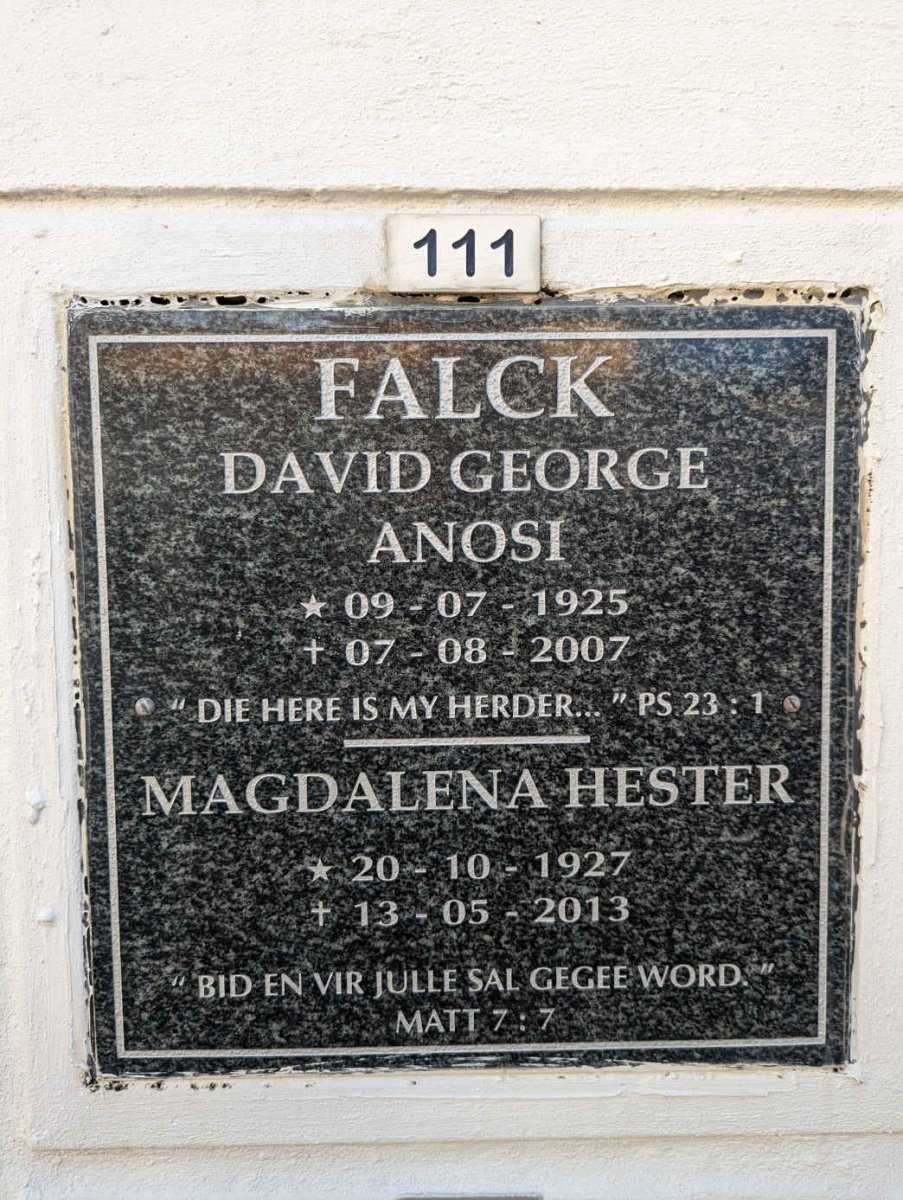 111
FALCK
DAVID GEORGE
ANOSI
★ 09 - 07 - 1925
✝ 07 - 08 - 2007
“ DIE HERE IS MY HERDER... ” PS 23 : 1
MAGDALENA HESTER
★ 20 - 10 - 1927
✝ 13 - 05 - 2013
“ BID EN VIR JULLE SAL GEGEE WORD. ”
MATT 7 : 7